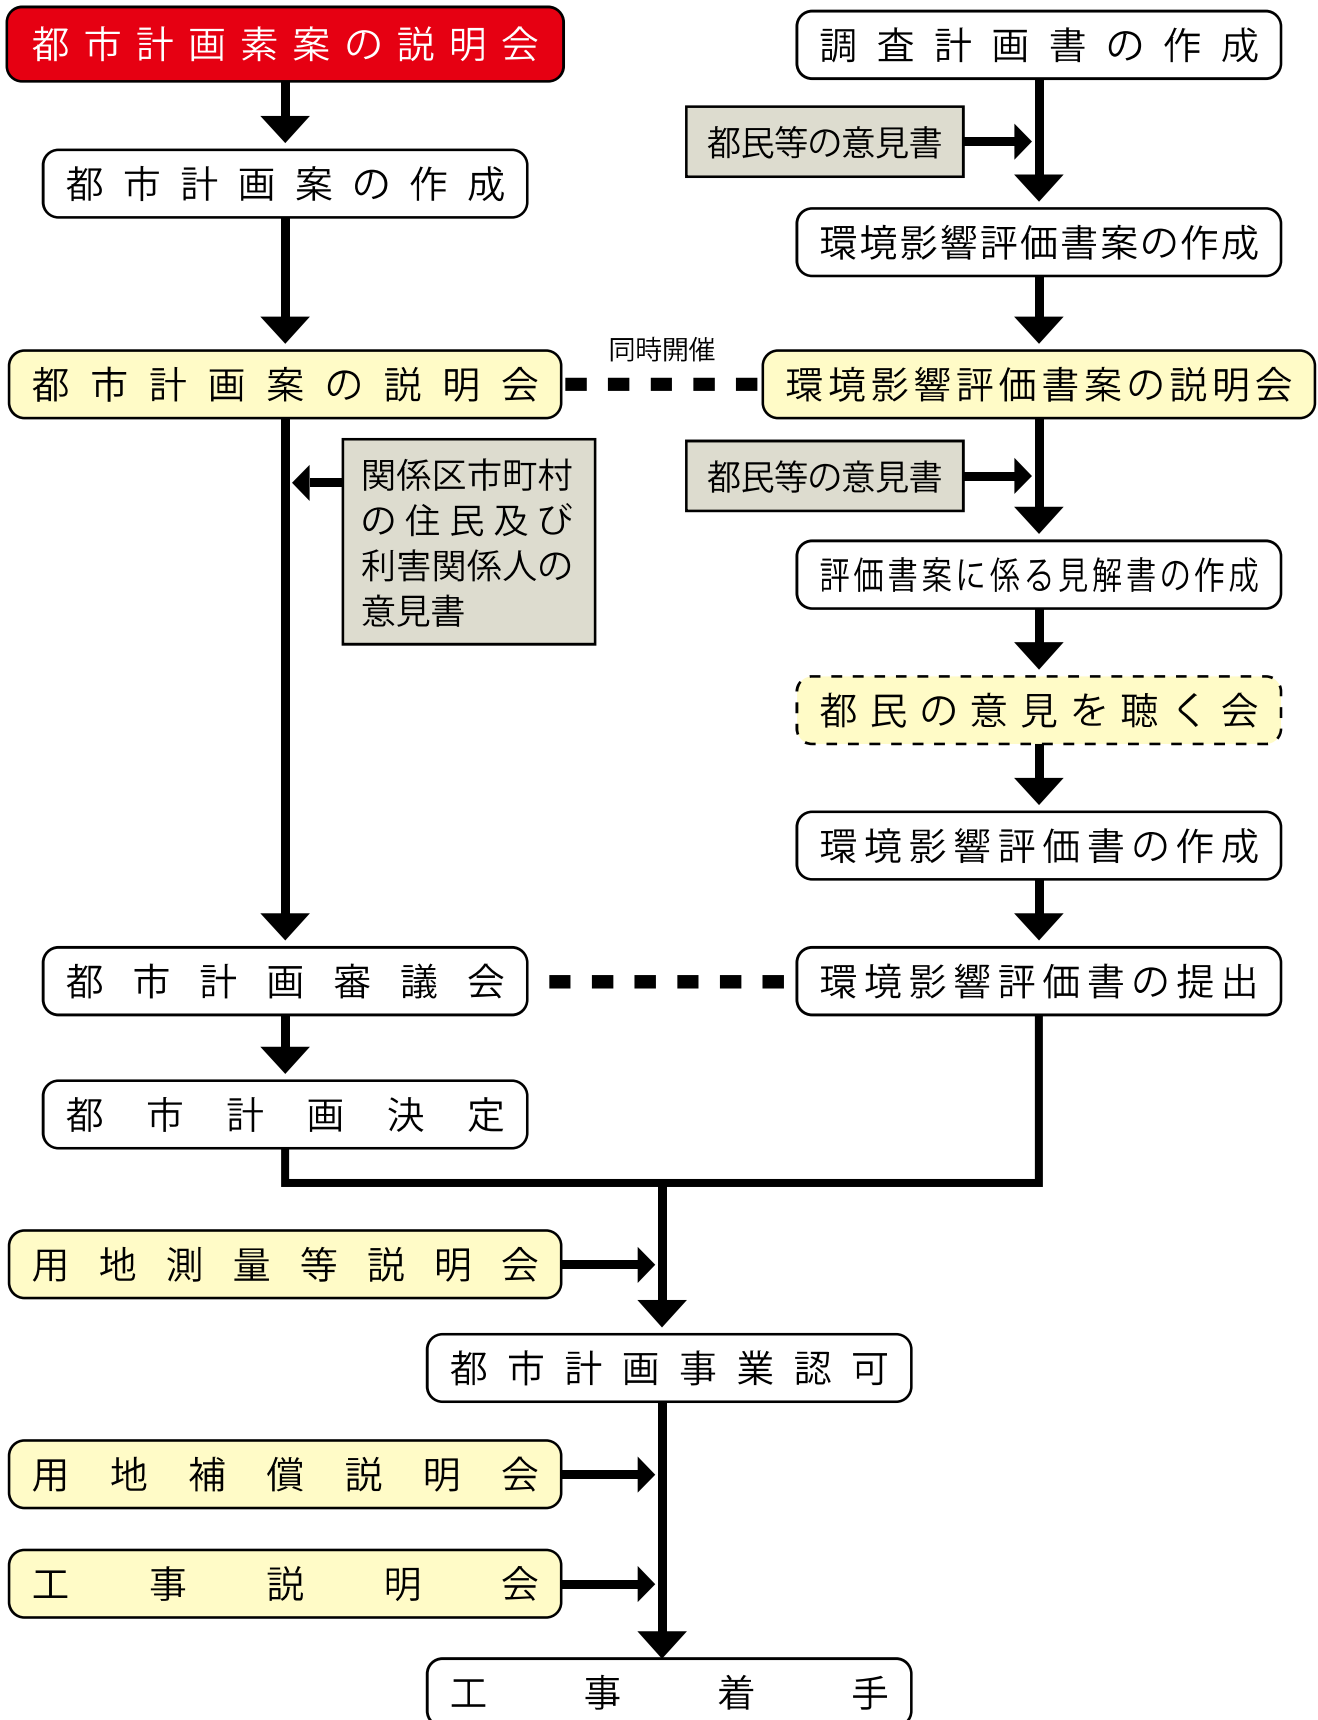 都市計画素案の説明会
調査計画書の作成
都民等の意見書
都市計画案の作成
環境影響評価書案の作成
同時開催
都市計画案の説明会
環境影響評価書案の説明会
関係区市町村
の住民及び
利害関係人の
意見書
都民等の意見書
評価書案に係る見解書の作成
都民の意見を聴く会
環境影響評価書の作成
都市計画審議会
環境影響評価書の提出
都市計画決定
用地測量等説明会
都市計画事業認可
用地補償説明会
工事説明会
工事着手